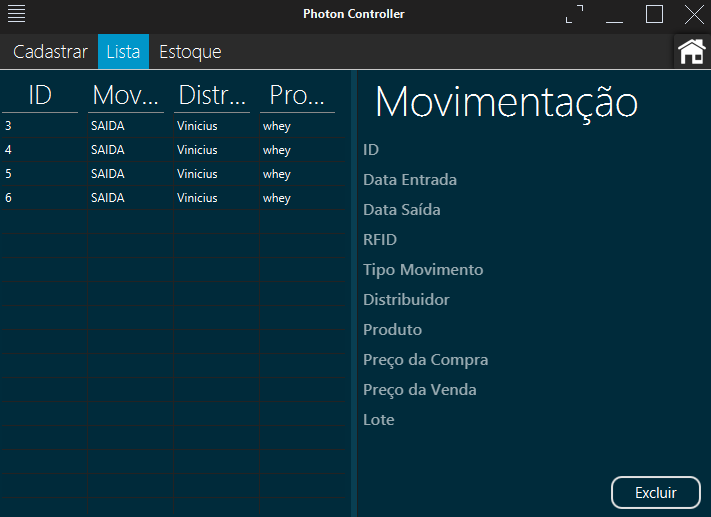 Photon Controller
Cadastrar Lista Estoque
ID Mov... Distr... Pro...
3 SAIDA Vinicius whey
4 SAIDA Vinicius whey
5 SAIDA Vinicius whey
6 SAIDA Vinicius whey
Movimentação
ID
Data Entrada
Data Saída
RFID
Tipo Movimento
Distribuidor
Produto
Preço da Compra
Preço da Venda
Lote
Excluir